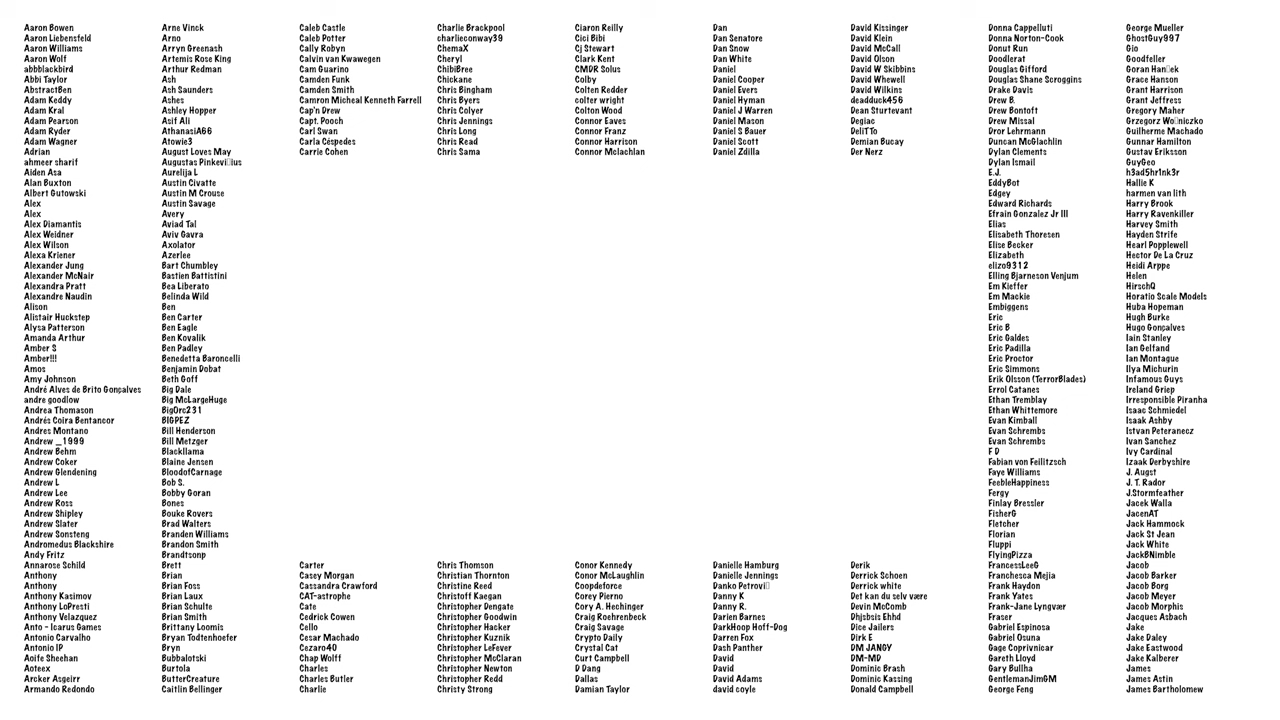 Aaron Bowen
Aaron Liebensfeld
Aaron Williams
Aaron Wolf
abbblackbird
Abbi Taylor
AbstractBen
Adam Keddy
Adam Kral
Adam Pearson
Adam Ryder
Adam Wagner
Adrian
ahmeer sharif
Aiden Asa
Alan Buxton
Albert Gutowski
Alex
Alex
Alex Diamantis
Alex Weidner
Alex Wilson
Alexa Kriener
Alexander Jung
Alexander McNair
Alexandra Pratt
Alexandre Naudin
Alison
Alistair Huckstep
Alysa Patterson
Amanda Arthur
Amber S
Amber!!!
Amos
Amy Johnson
André Alves de Brito Gonçalves
andre goodlow
Andrea Thomason
Andrés Coira Bentancor
Andres Montano
Andrew _1999
Andrew Behm
Andrew Coker
Andrew Glendening
Andrew L
Andrew Lee
Andrew Ross
Andrew Shipley
Andrew Slater
Andrew Sonsteng
Andromedus Blackshire
Andy Fritz
Annarose Schild
Anthony
Anthony
Anthony Kasimov
Anthony LoPresti
Anthony Velazquez
Anto - Icarus Games
Antonio Carvalho
Antonio IP
Aoife Sheehan
Aoteex
Arcker Asgeirr
Armando Redondo
Arne Vinck
Arno
Arryn Greenash
Artemis Rose King
Arthur Redman
Ash
Ash Saunders
Ashes
Ashley Hopper
Asif Ali
AthanasiA66
Atowie3
August Loves May
Augustas Pinkevi□ius
Aurelija L
Austin Civatte
Austin M Crouse
Austin Savage
Avery
Aviad Tal
Aviv Gavra
Axolator
Azerlee
Bart Chumbley
Bastien Battistini
Bea Liberato
Belinda Wild
Ben
Ben Carter
Ben Eagle
Ben Kovalik
Ben Padley
Benedetta Baroncelli
Benjamin Dobat
Beth Goff
Big Dale
Big McLargeHuge
BigOrc231
BIGPEZ
Bill Henderson
Bill Metzger
Blackllama
Blaine Jensen
BloodofCarnage
Bob S.
Bobby Goran
Bones
Bouke Rovers
Brad Walters
Branden Williams
Brandon Smith
Brandtsonp
Brett
Brian
Brian Foss
Brian Laux
Brian Schulte
Brian Smith
Brittany Loomis
Bryan Todtenhoefer
Bryn
Bubbalotski
Burtola
ButterCreature
Caitlin Bellinger
Caleb Castle
Caleb Potter
Cally Robyn
Calvin van Kwawegen
Cam Guarino
Camden Funk
Camden Smith
Camron Micheal Kenneth Farrell
Cap'n Drew
Capt. Pooch
Carl Swan
Carla Céspedes
Carrie Cohen
Carter
Casey Morgan
Cassandra Crawford
CAT-astrophe
Cate
Cedrick Cowen
Cello
Cesar Machado
Cezaro40
Chap Wolff
Charles
Charles Butler
Charlie
Charlie Brackpool
charlieconway39
ChemaX
Cheryl
ChibiBree
Chickane
Chris Bingham
Chris Byers
Chris Colyer
Chris Jennings
Chris Long
Chris Read
Chris Sama
Chris Thomson
Christian Thornton
Christine Reed
Christoff Kaegan
Christopher Dengate
Christopher Goodwin
Christopher Hacker
Christopher Kuznik
Christopher LeFever
Christopher McClaran
Christopher Newton
Christopher Redd
Christy Strong
Ciaron Reilly
Cici Bibi
Cj Stewart
Clark Kent
CMDR Solus
Colby
Colten Redder
colter wright
Colton Wood
Connor Eaves
Connor Franz
Connor Harrison
Connor Mclachlan
Conor Kennedy
Conor McLaughlin
Coopdeforce
Corey Pierno
Cory A. Hechinger
Craig Roehrenbeck
Craig Savage
Crypto Daily
Crystal Cat
Curt Campbell
D Dang
Dallas
Damian Taylor
Dan
Dan Senatore
Dan Snow
Dan White
Daniel
Daniel Cooper
Daniel Evers
Daniel Hyman
Daniel J Warren
Daniel Mason
Daniel S Bauer
Daniel Scott
Daniel Zdilla
Danielle Hamburg
Danielle Jennings
Danko Petrovi□
Danny K
Danny R.
Darien Barnes
DarkHoop Hoff-Dog
Darren Fox
Dash Panther
David
David
David Adams
david coyle
David Kissinger
David Klein
David McCall
David Olson
David W Skibbins
David Whewell
David Wilkins
deadduck456
Dean Sturtevant
Degiac
DeliTTo
Demian Bucay
Der Nerz
Derik
Derrick Schoen
Derrick white
Det kan du selv være
Devin McComb
Dhjsbsis Ehhd
Dice Jailers
Dirk E
DM JANGY
DM-MD
Dominic Brash
Dominic Kassing
Donald Campbell
Donna Cappelluti
Donna Norton-Cook
Donut Run
Doodlerat
Douglas Gifford
Douglas Shane Scroggins
Drake Davis
Drew B.
Drew Bontoft
Drew Missal
Dror Lehrmann
Duncan McGlachlin
Dylan Clements
Dylan Ismail
E.J.
EddyBot
Edgey
Edward Richards
Efrain Gonzalez Jr III
Elias
Elisabeth Thoresen
Elise Becker
Elizabeth
elizo9312
Elling Bjarneson Venjum
Em Kieffer
Em Mackie
Embiggens
Eric
Eric B
Eric Galdes
Eric Padilla
Eric Proctor
Eric Simmons
Erik Olsson (TerrorBlades)
Errol Catanes
Ethan Tremblay
Ethan Whittemore
Evan Kimball
Evan Schrembs
Evan Schrembs
F D
Fabian von Feilitzsch
Faye Williams
FeebleHappiness
Fergy
Finlay Bressler
FisherG
Fletcher
Florian
Fluppi
FlyingPizza
FrancessLeeG
Franchesca Mejia
Frank Haydon
Frank Yates
Frank-Jane Lyngvær
Fraser
Gabriel Espinosa
Gabriel Osuna
Gage Coprivnicar
Gareth Lloyd
Gary Bullha
GentlemanJimGM
George Feng
George Mueller
GhostGuy997
Gio
Goodfeller
Goran Han□ek
Grace Hanson
Grant Harrison
Grant Jeffress
Gregory Maher
Grzegorz Wo□niczko
Guilherme Machado
Gunnar Hamilton
Gustav Eriksson
GuyGeo
h3ad5hr1nk3r
Hallie K
harmen van lith
Harry Brook
Harry Ravenkiller
Harvey Smith
Hayden Strife
Hearl Popplewell
Hector De La Cruz
Heidi Arppe
Helen
HirschQ
Horatio Scale Models
Huba Hopeman
Hugh Burke
Hugo Gonçalves
Iain Stanley
Ian Gelfand
Ian Montague
Ilya Michurin
Infamous Guys
Ireland Grieg
Irresponsible Piranha
Isaac Schmiedel
Isaak Ashby
Istvan Peteranecz
Ivan Sanchez
Ivy Cardinal
Izaak Derbyshire
J. Augst
J. T. Rador
J.Stormfeather
Jacek Walla
JacenAT
Jack Hammock
Jack St Jean
Jack White
JackBNimble
Jacob
Jacob Barker
Jacob Borg
Jacob Meyer
Jacob Morphis
Jacques Asbach
Jake
Jake Daley
Jake Eastwood
Jake Kalberer
James
James Astin
James Bartholomew